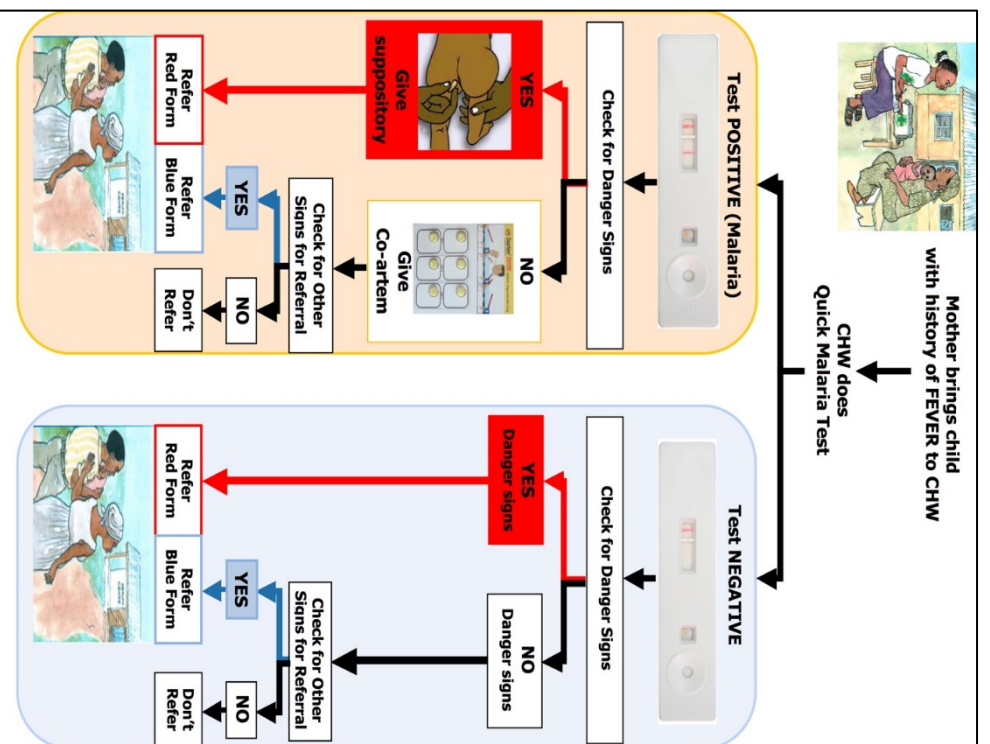 Mother brings child
with history of FEVER to CHW
CHW does
Quick Malaria Test
Test POSITIVE (Malaria)
Check for Danger Signs
YES
Give
suppository
NO
Give
Co-artem
Check for Other
Signs for Referral
YES
NO
Refer
Red Form
Refer
Blue Form
Don't
Refer
Test NEGATIVE
Check for Danger Signs
YES
Danger signs
NO
Danger signs
Check for Other
Signs for Referral
YES
NO
Refer
Red Form
Refer
Blue Form
Don't
Refer